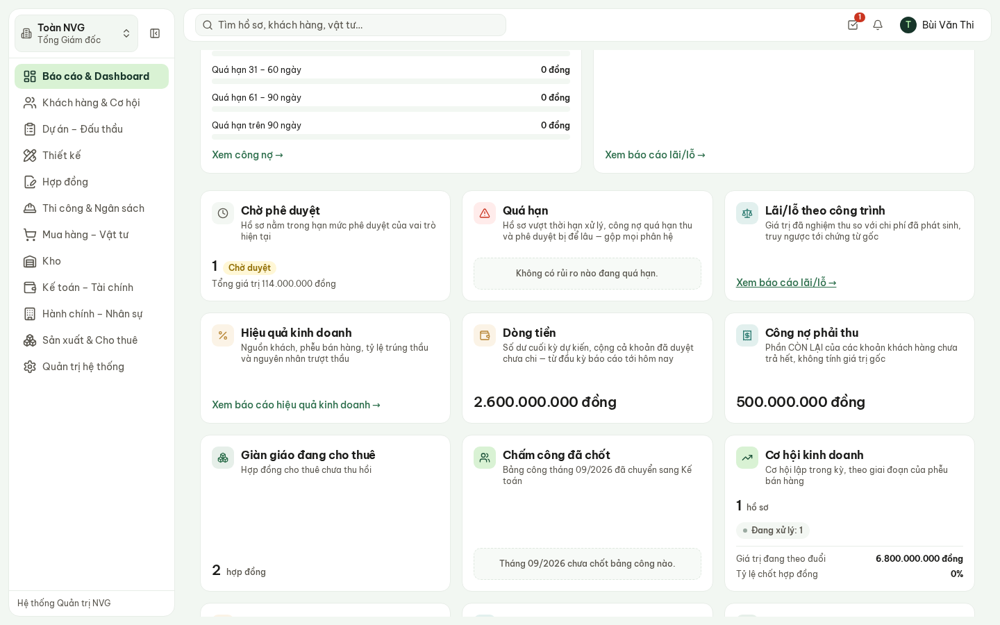 Toàn NVG
Tổng Giám đốc
Tìm hồ sơ, khách hàng, vật tư...
1
T
Bùi Văn Thi
Báo cáo & Dashboard
Khách hàng & Cơ hội
Dự án – Đấu thầu
Thiết kế
Hợp đồng
Thi công & Ngân sách
Mua hàng – Vật tư
Kho
Kế toán – Tài chính
Hành chính – Nhân sự
Sản xuất & Cho thuê
Quản trị hệ thống
Hệ thống Quản trị NVG
Quá hạn 31 – 60 ngày 0 đồng
Quá hạn 61 – 90 ngày 0 đồng
Quá hạn trên 90 ngày 0 đồng
Xem công nợ →
Xem báo cáo lãi/lỗ →
Chờ phê duyệt
Hồ sơ nằm trong hạn mức phê duyệt của vai trò
hiện tại
1 Chờ duyệt
Tổng giá trị 114.000.000 đồng
Quá hạn
Hồ sơ vượt thời hạn xử lý, công nợ quá hạn thu
và phê duyệt bị để lâu — gộp mọi phân hệ
Không có rủi ro nào đang quá hạn.
Lãi/lỗ theo công trình
Giá trị đã nghiệm thu so với chi phí đã phát sinh,
truy ngược tới chứng từ gốc
Xem báo cáo lãi/lỗ →
Hiệu quả kinh doanh
Nguồn khách, phễu bán hàng, tỷ lệ trúng thầu
và nguyên nhân trượt thầu
Xem báo cáo hiệu quả kinh doanh →
Dòng tiền
Số dư cuối kỳ dự kiến, cộng cả khoản đã duyệt
chưa chi — từ đầu kỳ báo cáo tới hôm nay
2.600.000.000 đồng
Công nợ phải thu
Phần CÒN LẠI của các khoản khách hàng chưa
trả hết, không tính giá trị gốc
500.000.000 đồng
Giàn giáo đang cho thuê
Hợp đồng cho thuê chưa thu hồi
2 hợp đồng
Chấm công đã chốt
Bảng công tháng 09/2026 đã chuyển sang Kế
toán
Tháng 09/2026 chưa chốt bảng công nào.
Cơ hội kinh doanh
Cơ hội lập trong kỳ, theo giai đoạn của phễu
bán hàng
1 hồ sơ
Đang xử lý: 1
Giá trị đang theo đuổi 6.800.000.000 đồng
Tỷ lệ chốt hợp đồng 0%